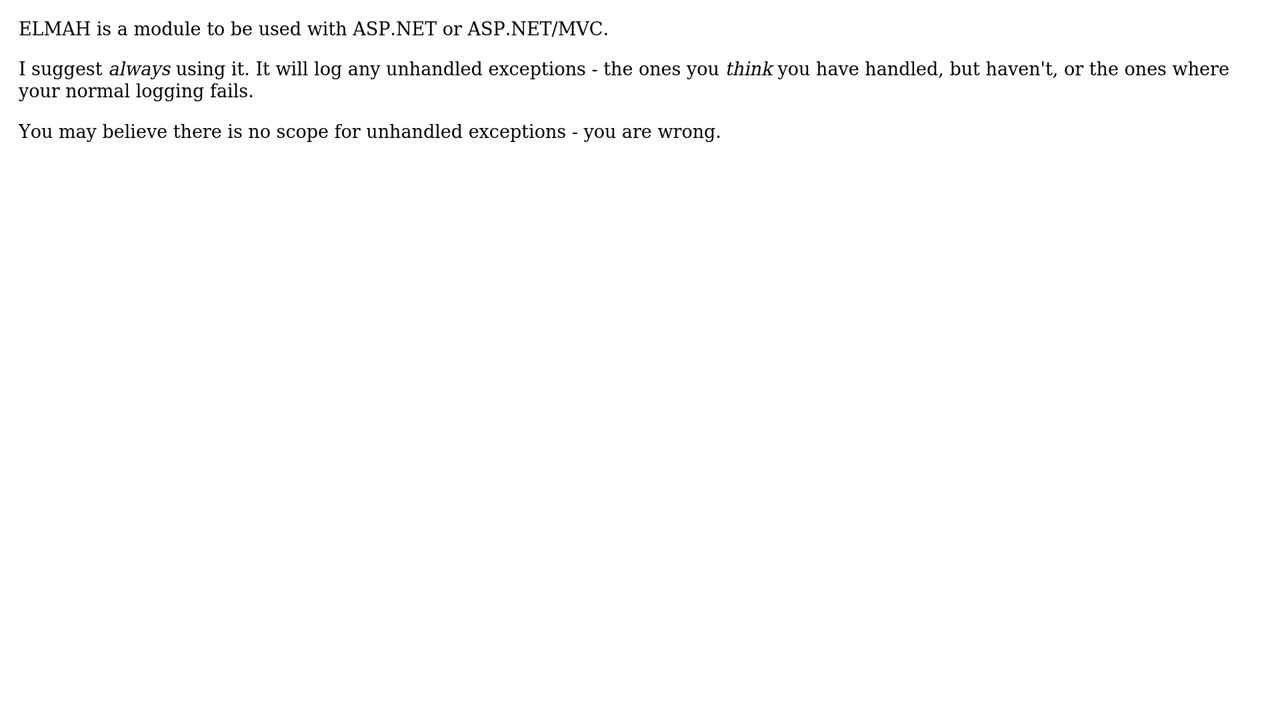 ELMAH is a module to be used with ASP.NET or ASP.NET/MVC.
I suggest always using it. It will log any unhandled exceptions - the ones you think you have handled, but haven't, or the ones where
your normal logging fails.
You may believe there is no scope for unhandled exceptions - you are wrong.